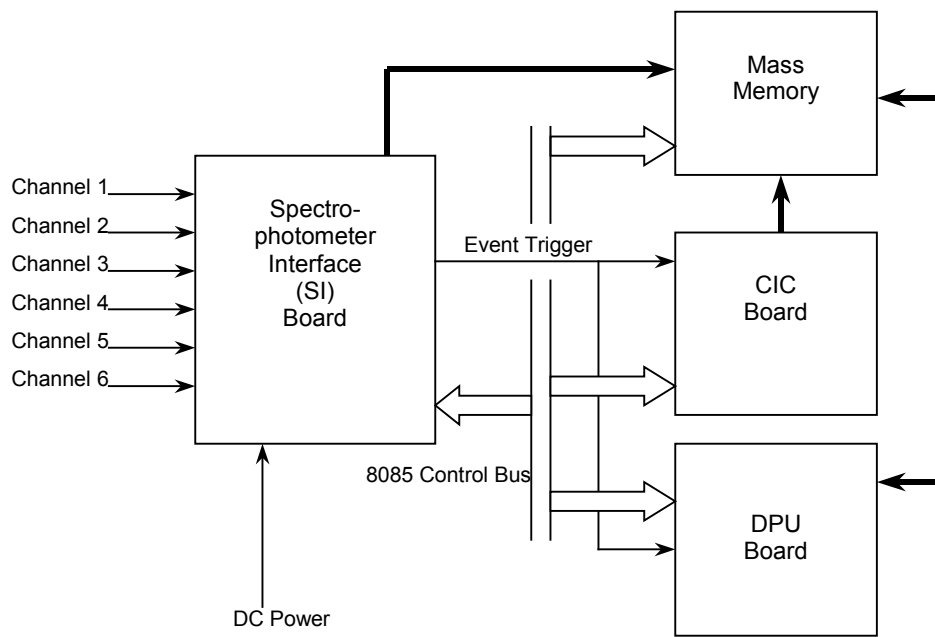 Mass
Memory
Channel 1
Channel 2
Channel 3
Channel 4
Channel 5
Channel 6
Spectro-
photometer
Interface
(SI)
Board
Event Trigger
CIC
Board
8085 Control Bus
DPU
Board
DC Power